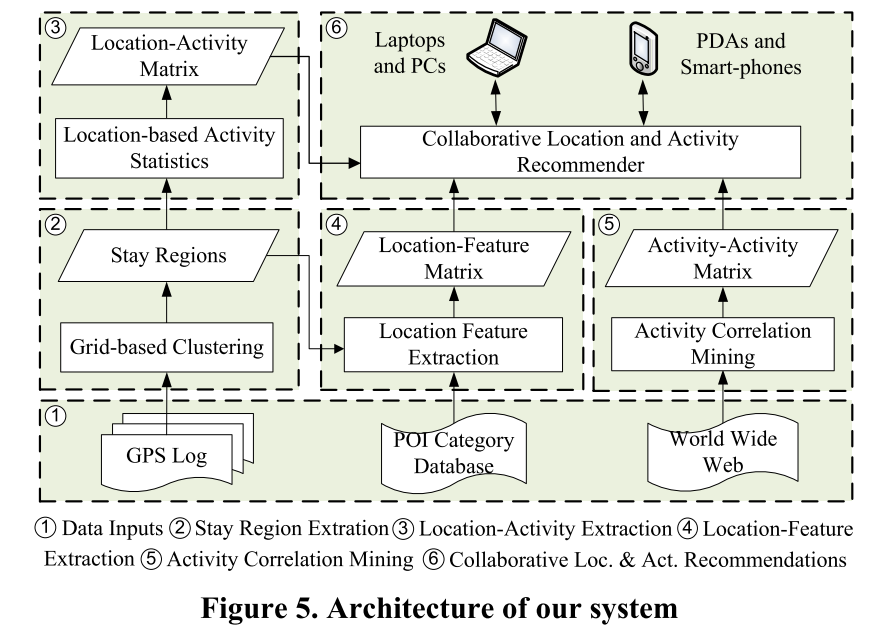 ③
Location-Activity
Matrix
Location-based Activity
Statistics
⑥
Laptops
and PCs
PDAs and
Smart-phones
Collaborative Location and Activity
Recommender
②
Stay Regions
Grid-based Clustering
④
Location-Feature
Matrix
Location Feature
Extraction
⑤
Activity-Activity
Matrix
Activity Correlation
Mining
①
GPS Log
POI Category
Database
World Wide
Web
① Data Inputs ② Stay Region Extration ③ Location-Activity Extraction ④ Location-Feature
Extraction ⑤ Activity Correlation Mining ⑥ Collaborative Loc. & Act. Recommendations
Figure 5. Architecture of our system